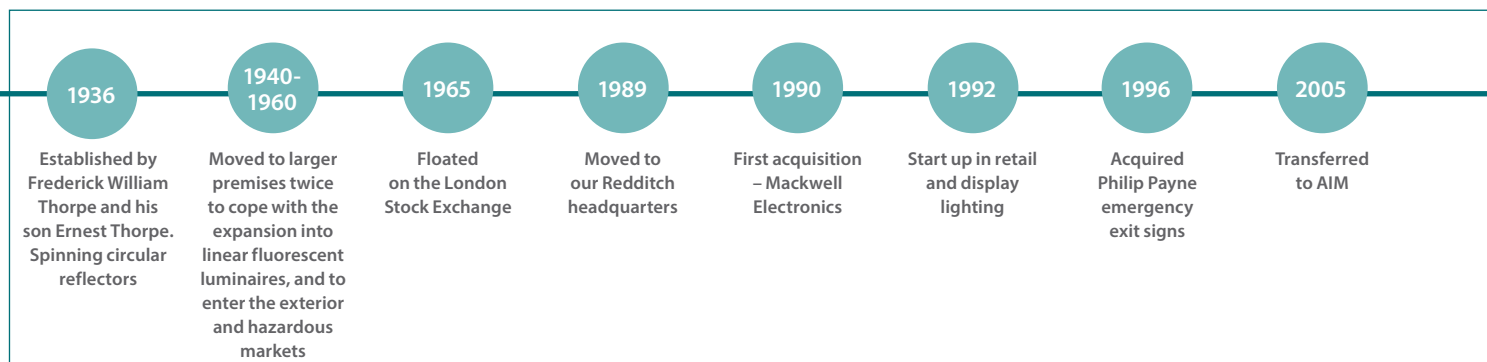 1936
Established by
Frederick William
Thorpe and his
son Ernest Thorpe.
Spinning circular
reflectors
1940-
1960
Moved to larger
premises twice
to cope with the
expansion into
linear fluorescent
luminaires, and to
enter the exterior
and hazardous
markets
1965
Floated
on the London
Stock Exchange
1989
Moved to
our Redditch
headquarters
1990
First acquisition
– Mackwell
Electronics
1992
Start up in retail
and display
lighting
1996
Acquired
Philip Payne
emergency
exit signs
2005
Transferred
to AIM